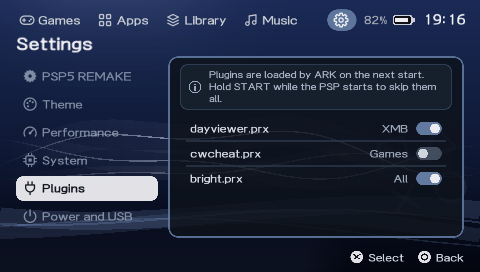 Games Apps Library Music 82% 19:16
Settings
PSP5 REMAKE
Theme
Performance
System
Plugins
Power and USB
Plugins are loaded by ARK on the next start.
Hold START while the PSP starts to skip them
all.
dayviewer.prx XMB
cwcheat.prx Games
bright.prx All
Select Back